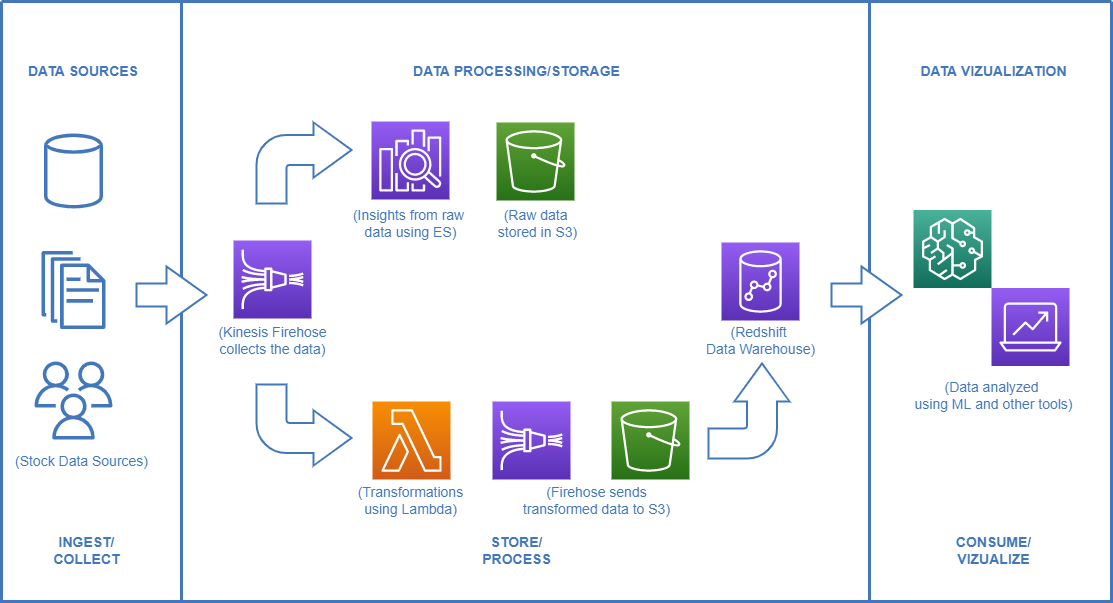 DATA SOURCES
DATA PROCESSING/STORAGE
DATA VIZUALIZATION
(Insights from raw
data using ES)
(Raw data
stored in S3)
(Kinesis Firehose
collects the data)
(Redshift
Data Warehouse)
(Data analyzed
using ML and other tools)
(Stock Data Sources)
(Transformations
using Lambda)
(Firehose sends
transformed data to S3)
INGEST/
COLLECT
STORE/
PROCESS
CONSUME/
VIZUALIZE